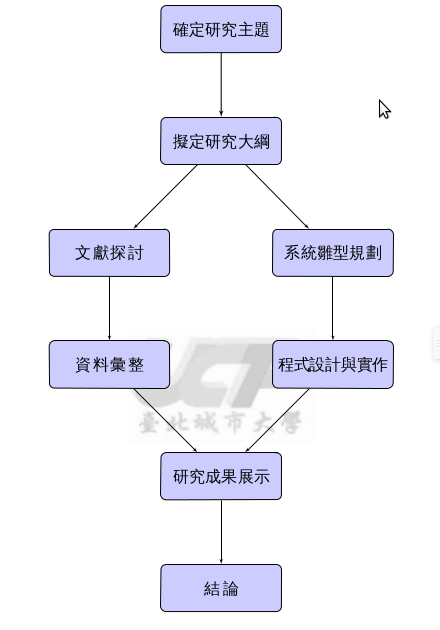 確定研究主題
擬定研究大綱
文獻探討
系統雛型規劃
資料彙整
程式設計與實作
UCT
臺北城市大學
研究成果展示
結論